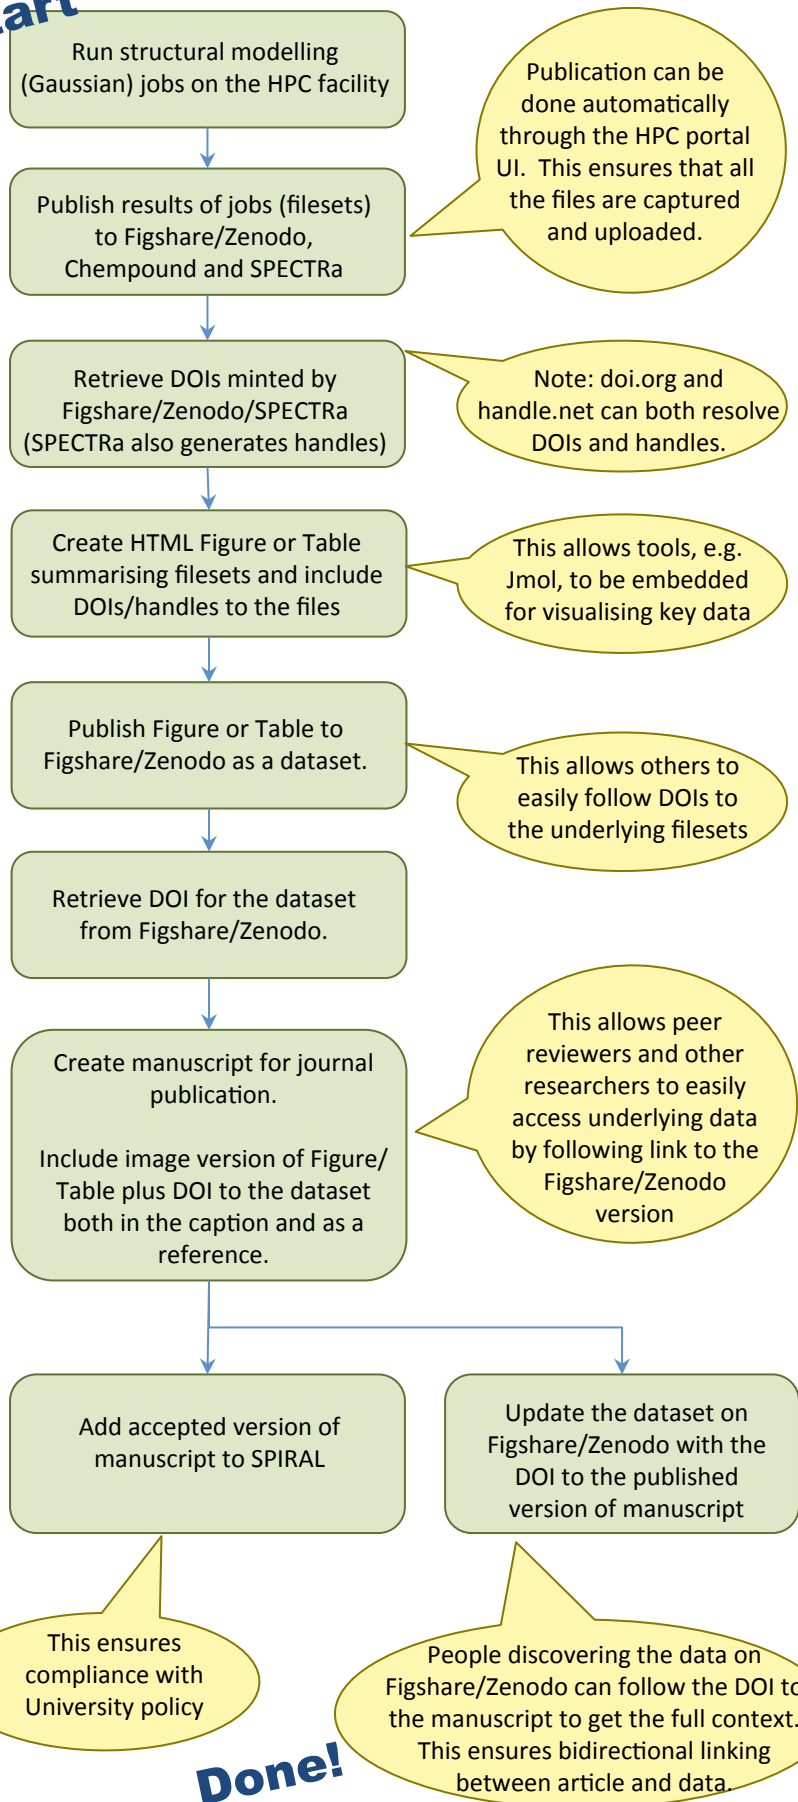 Run structural modelling
(Gaussian) jobs on the HPC facility
Publication can be
done automatically
through the HPC portal
UI.  This ensures that all
the files are captured
and uploaded.
Publish results of jobs (filesets)
to Figshare/Zenodo,
Chempound and SPECTRa
Retrieve DOIs minted by
Figshare/Zenodo/SPECTRa
(SPECTRa also generates handles)
Note: doi.org and
handle.net can both resolve
DOIs and handles.
Create HTML Figure or Table
summarising filesets and include
DOIs/handles to the files
This allows tools, e.g.
Jmol, to be embedded
for visualising key data
Publish Figure or Table to
Figshare/Zenodo as a dataset.
This allows others to
easily follow DOIs to
the underlying filesets
Retrieve DOI for the dataset
from Figshare/Zenodo.
Create manuscript for journal
publication.
Include image version of Figure/
Table plus DOI to the dataset
both in the caption and as a
reference.
This allows peer
reviewers and other
researchers to easily
access underlying data
by following link to the
Figshare/Zenodo
version
Add accepted version of
manuscript to SPIRAL
Update the dataset on
Figshare/Zenodo with the
DOI to the published
version of manuscript
This ensures
compliance with
University policy
People discovering the data on
Figshare/Zenodo can follow the DOI to
the manuscript to get the full context.
This ensures bidirectional linking
between article and data.
Done!